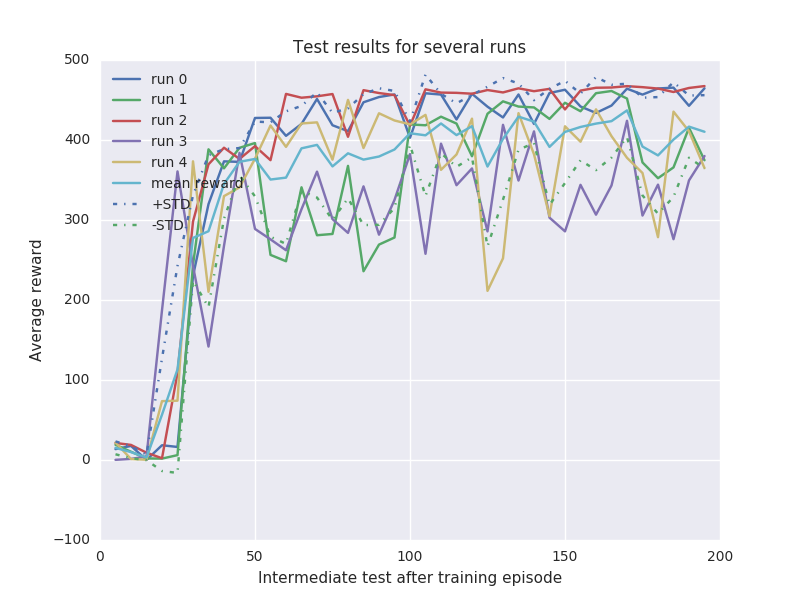 Test results for several runs
500
400
300
200
100
0
−100
run 0
run 1
run 2
run 3
run 4
mean reward
+STD
-STD
Average reward
0
50
100
150
200
Intermediate test after training episode